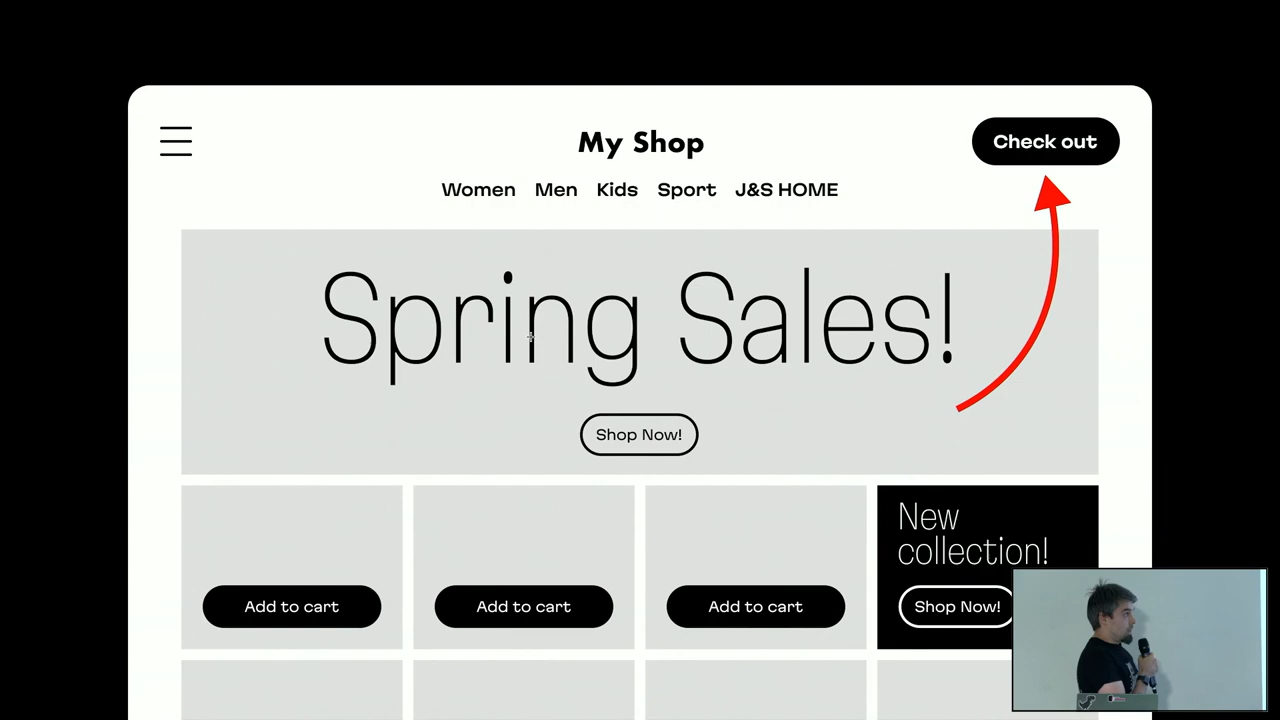 My Shop
Check out
Women Men Kids Sport J&S HOME
Spring Sales!
Shop Now!
New
collection!
Add to cart
Add to cart
Add to cart
Shop Now!